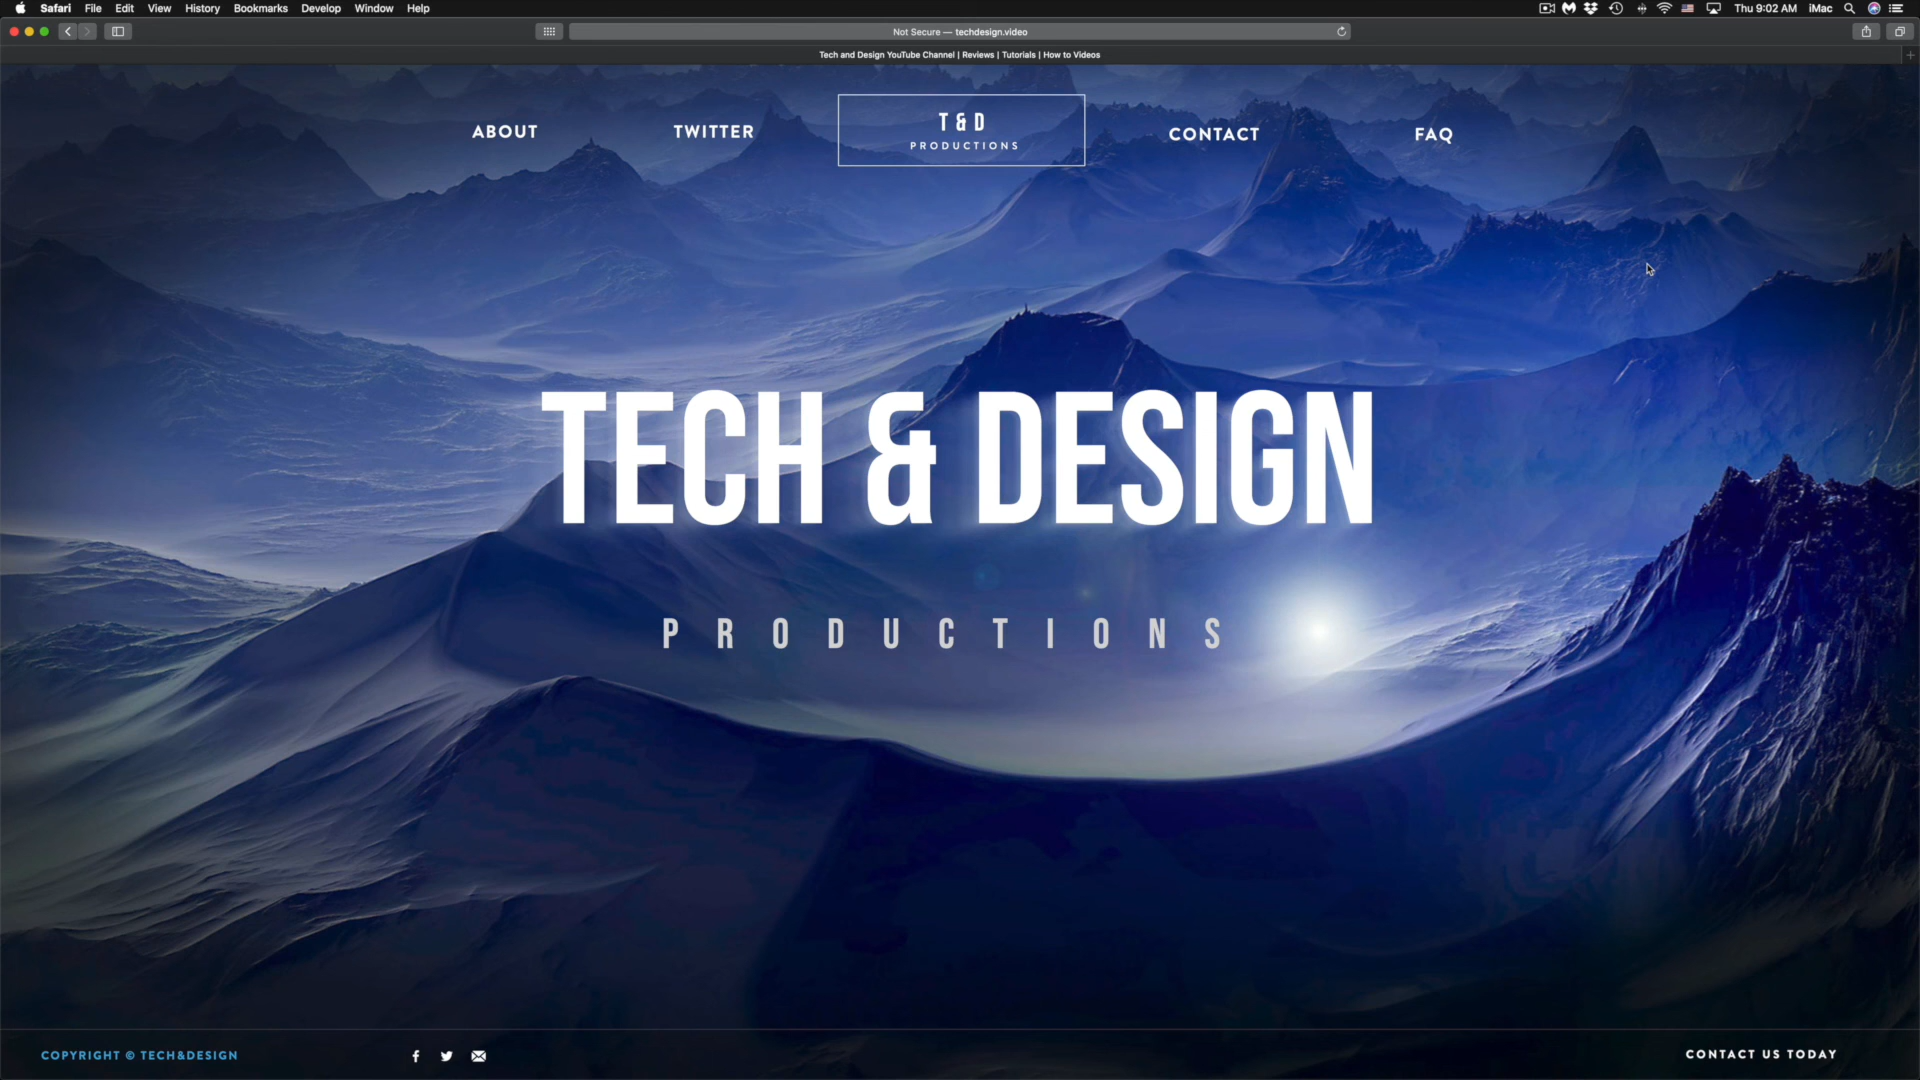 Safari File Edit View History Bookmarks Develop Window Help Thu 9:02 AM iMac
Not Secure — techdesign.video
Tech and Design YouTube Channel | Reviews | Tutorials | How to Videos
ABOUT TWITTER T & D CONTACT FAQ
PRODUCTIONS
TECH & DESIGN
PRODUCTIONS
COPYRIGHT © TECH&DESIGN CONTACT US TODAY